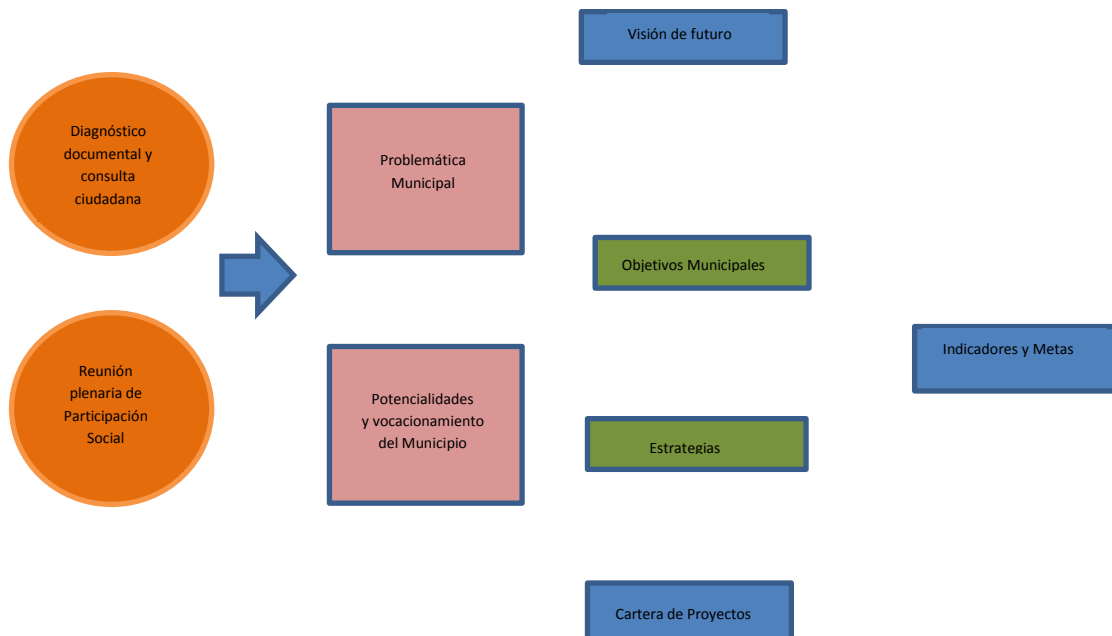 Visión de futuro
Diagnóstico
documental y
consulta
ciudadana
Problemática
Municipal
Objetivos Municipales
Indicadores y Metas
Reunión
plenaria de
Participación
Social
Potencialidades
y vocacionamiento
del Municipio
Estrategias
Cartera de Proyectos